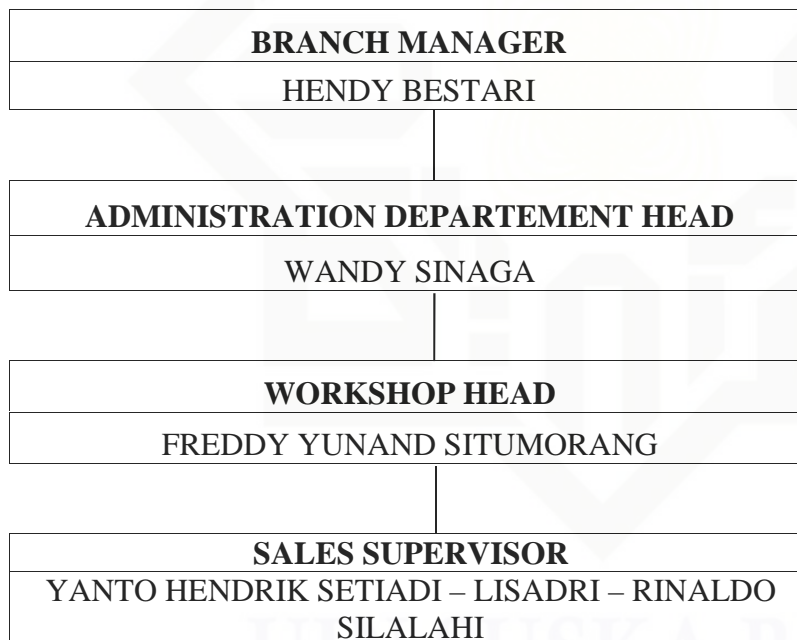 BRANCH MANAGER
HENDY BESTARI
ADMINISTRATION DEPARTEMENT HEAD
WANDY SINAGA
WORKSHOP HEAD
FREDDY YUNAND SITUMORANG
SALES SUPERVISOR
YANTO HENDRIK SETIADI – LISADRI – RINALDO
SILALAHI